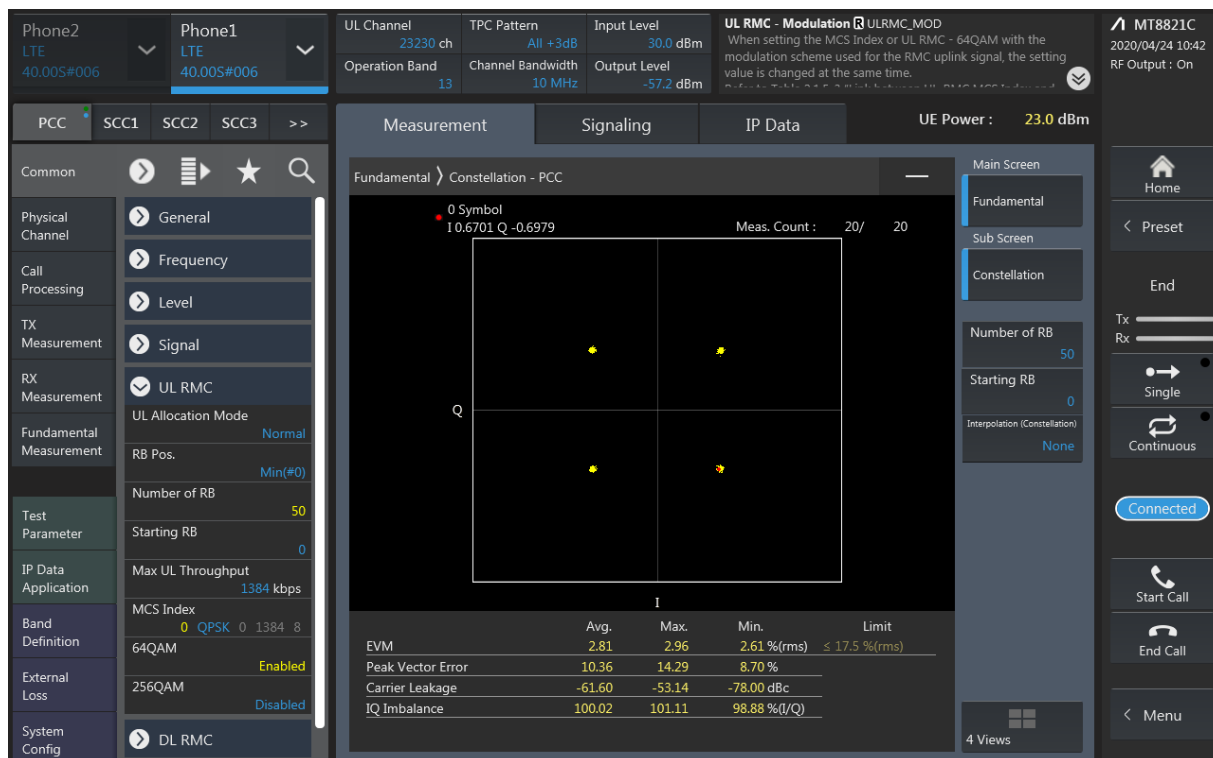 Phone2
LTE
40.00S#006
Phone1
LTE
40.00S#006
UL Channel
23230 ch
Operation Band
13
TPC Pattern
All +3dB
Channel Bandwidth
10 MHz
Input Level
30.0 dBm
Output Level
-57.2 dBm
UL RMC - Modulation R ULRMC_MOD
When setting the MCS Index or UL RMC - 64QAM with the
modulation scheme used for the RMC uplink signal, the setting
value is changed at the same time.
MT8821C
2020/04/24 10:42
RF Output : On
PCC SCC1 SCC2 SCC3 >>
Measurement
Signaling
IP Data
UE Power : 23.0 dBm
Common
Physical
Channel
Call
Processing
TX
Measurement
RX
Measurement
Fundamental
Measurement
Test
Parameter
IP Data
Application
Band
Definition
External
Loss
System
Config
General
Frequency
Level
Signal
UL RMC
UL Allocation Mode
Normal
RB Pos.
Min(#0)
Number of RB
50
Starting RB
0
Max UL Throughput
1384 kbps
MCS Index
0 QPSK 0 1384 8
64QAM
Enabled
256QAM
Disabled
DL RMC
Fundamental ❭ Constellation - PCC
0 Symbol
I 0.6701 Q -0.6979
Meas. Count : 20/ 20
Q
I
Avg. Max. Min. Limit
EVM 2.81 2.96 2.61 %(rms) ≤ 17.5 %(rms)
Peak Vector Error 10.36 14.29 8.70 %
Carrier Leakage -61.60 -53.14 -78.00 dBc
IQ Imbalance 100.02 101.11 98.88 %(I/Q)
Main Screen
Fundamental
Sub Screen
Constellation
Number of RB
50
Starting RB
0
Interpolation (Constellation)
None
4 Views
Home
< Preset
End
Tx
Rx
Single
Continuous
Connected
Start Call
End Call
< Menu